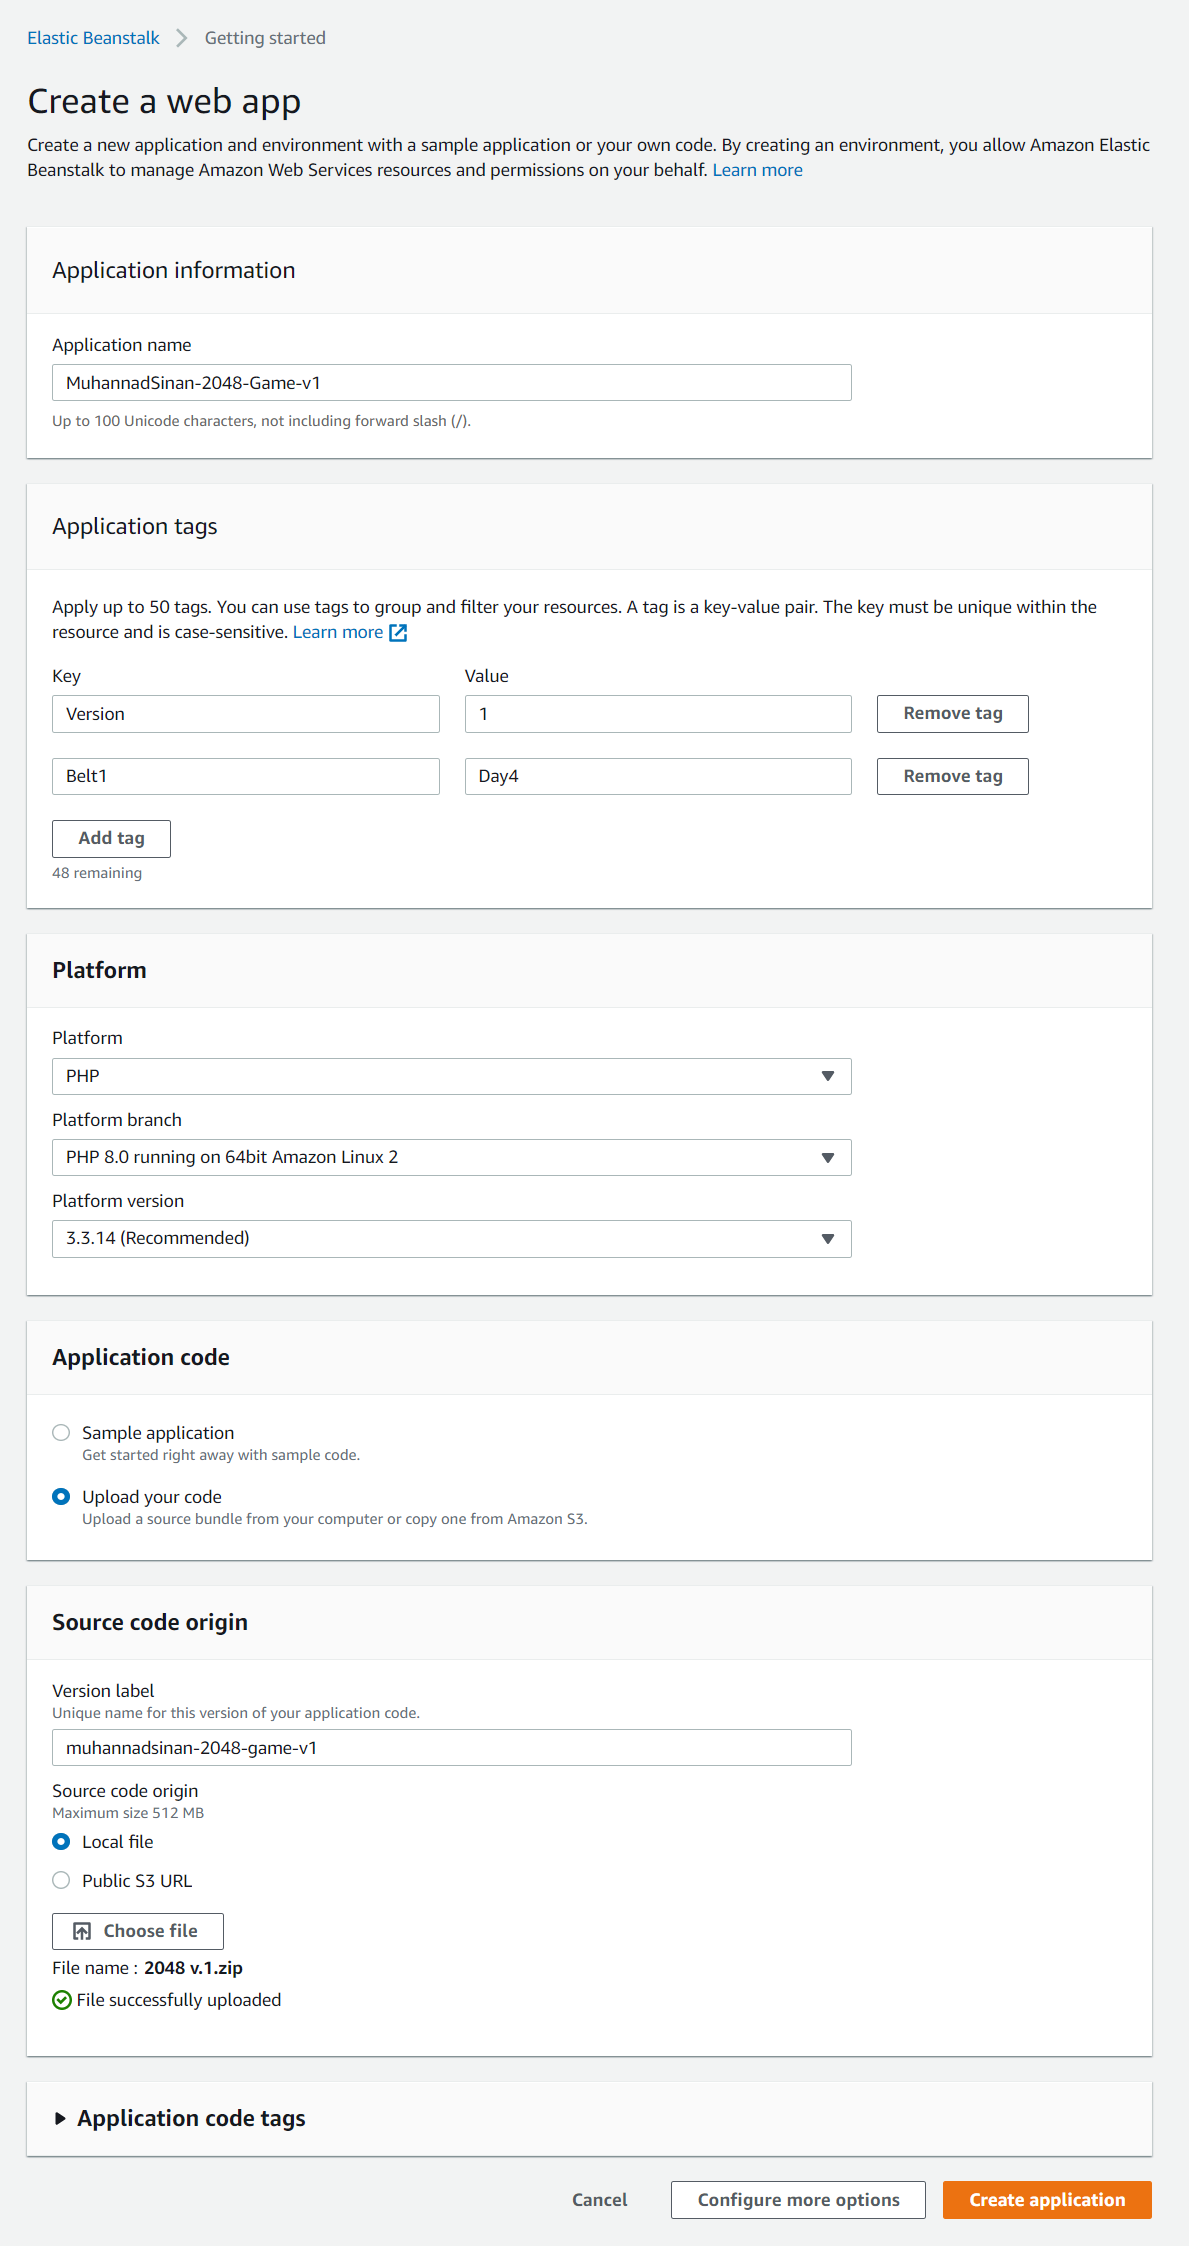 Elastic Beanstalk > Getting started
Create a web app
Create a new application and environment with a sample application or your own code. By creating an environment, you allow Amazon Elastic
Beanstalk to manage Amazon Web Services resources and permissions on your behalf. Learn more
Application information
Application name
MuhannadSinan-2048-Game-v1
Up to 100 Unicode characters, not including forward slash (/).
Application tags
Apply up to 50 tags. You can use tags to group and filter your resources. A tag is a key-value pair. The key must be unique within the
resource and is case-sensitive. Learn more
Key Value
Version 1 Remove tag
Belt1 Day4 Remove tag
Add tag
48 remaining
Platform
Platform
PHP
Platform branch
PHP 8.0 running on 64bit Amazon Linux 2
Platform version
3.3.14 (Recommended)
Application code
Sample application
Get started right away with sample code.
Upload your code
Upload a source bundle from your computer or copy one from Amazon S3.
Source code origin
Version label
Unique name for this version of your application code.
muhannadsinan-2048-game-v1
Source code origin
Maximum size 512 MB
Local file
Public S3 URL
Choose file
File name : 2048 v.1.zip
File successfully uploaded
Application code tags
Cancel Configure more options Create application